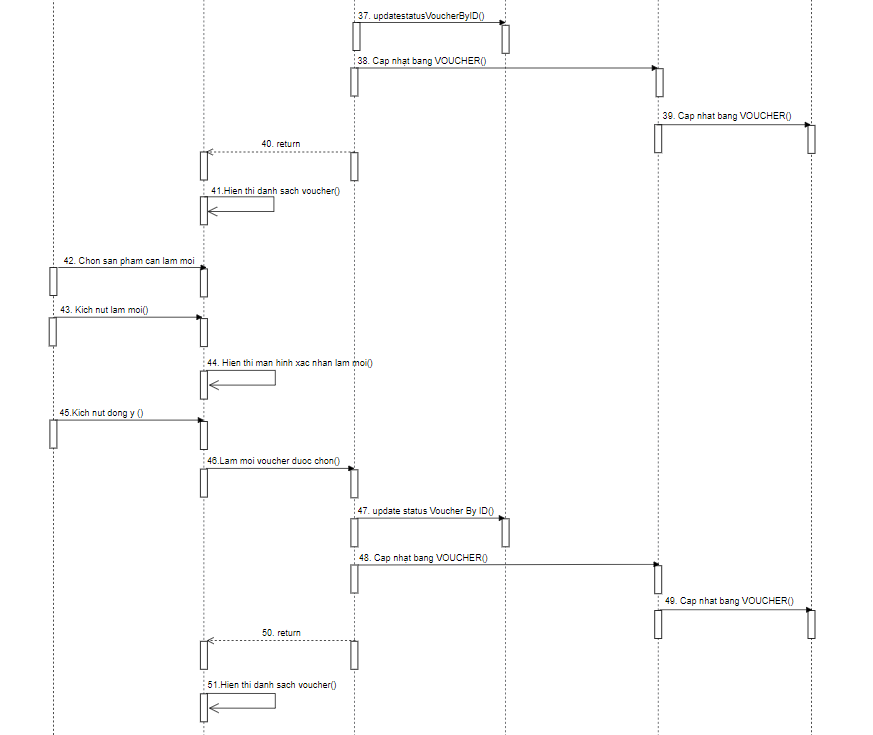 37. updatestatusVoucherByID()
38. Cap nhat bang VOUCHER()
39. Cap nhat bang VOUCHER()
40. return
41.Hien thi danh sach voucher()
42. Chon san pham can lam moi
43. Kich nut lam moi()
44. Hien thi man hinh xac nhan lam moi()
45.Kich nut dong y ()
46.Lam moi voucher duoc chon()
47. update status Voucher By ID()
48. Cap nhat bang VOUCHER()
49. Cap nhat bang VOUCHER()
50. return
51.Hien thi danh sach voucher()